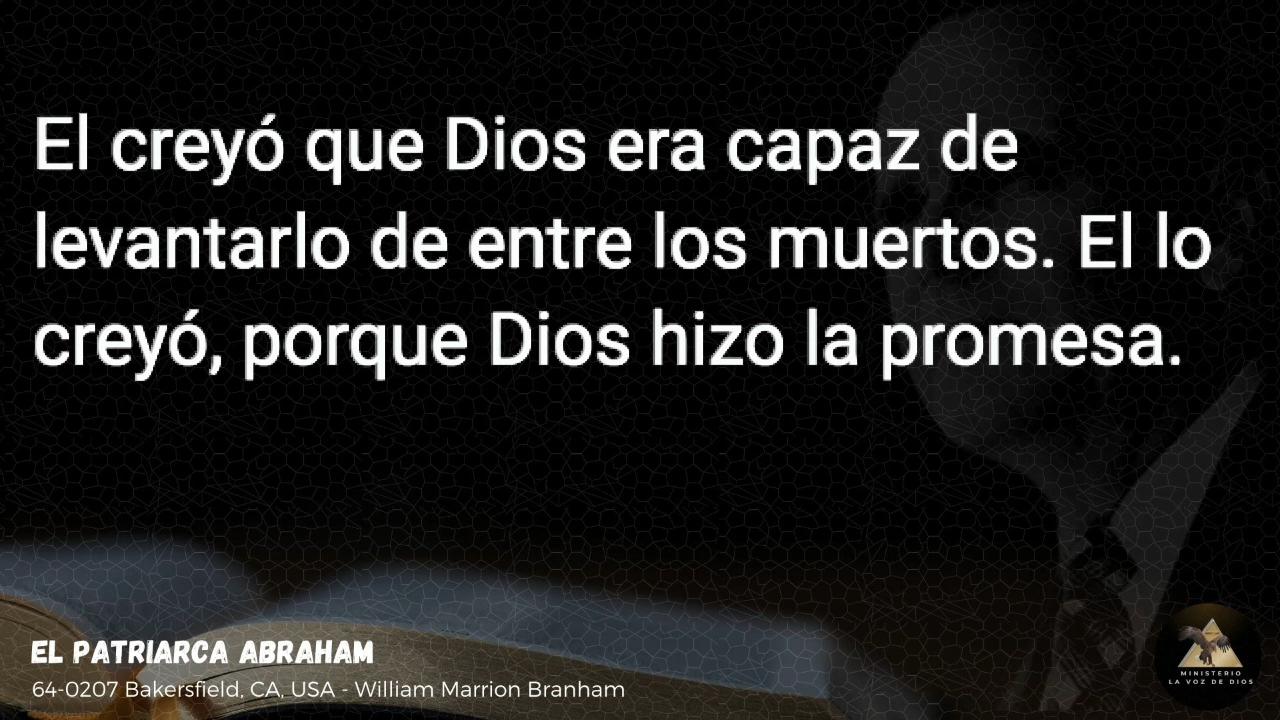 El creyó que Dios era capaz de
levantarlo de entre los muertos. El lo
creyó, porque Dios hizo la promesa.
EL PATRIARCA ABRAHAM
64-0207 Bakersfield, CA, USA - William Marrion Branham
MINISTERIO
LA VOZ DE DIOS